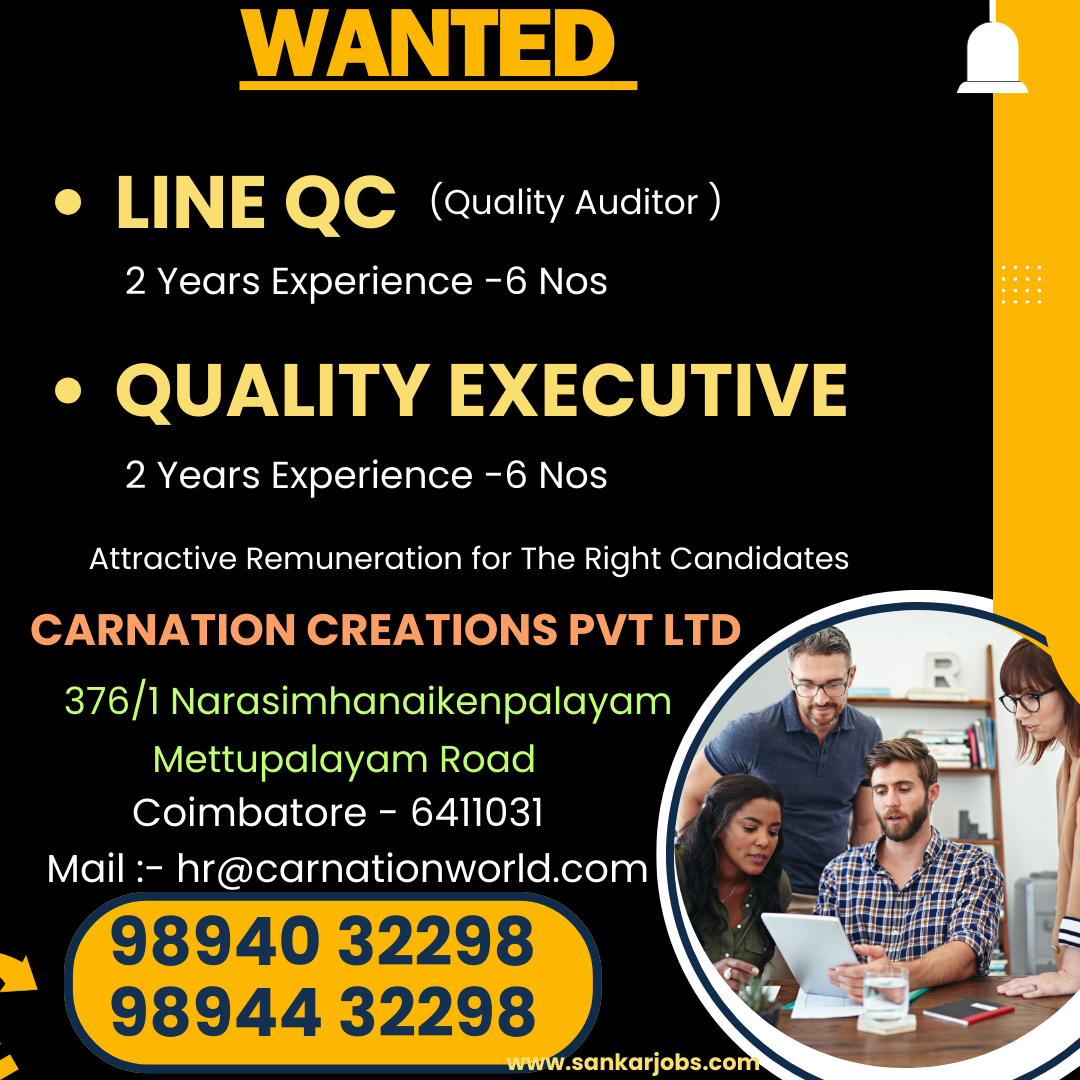 WANTED
LINE QC (Quality Auditor )
2 Years Experience -6 Nos
QUALITY EXECUTIVE
2 Years Experience -6 Nos
Attractive Remuneration for The Right Candidates
CARNATION CREATIONS PVT LTD
R
376/1 Narasimhanaikenpalayam
Mettupalayam Road
Coimbatore - 6411031
Mail :- hr@carnationworld.com
98940 32298
98944 32298
www.sankarjobs.com